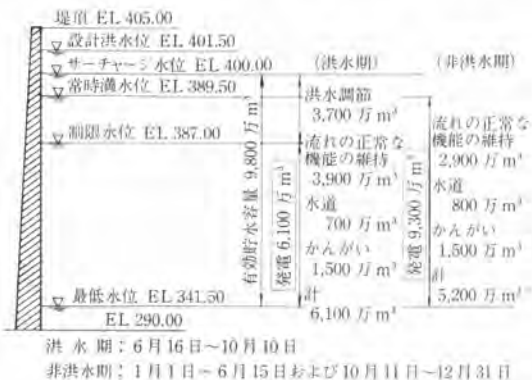 堤頂 EL 405.00
設計洪水位 EL 401.50
サーチャージ水位 EL 400.00
常時満水位 EL 389.50
制限水位 EL 387.00
最低水位 EL 341.50
EL 290.00
有効貯水容量 9,800 万 m³
発電 6,100 万 m³
(洪水期)
洪水調節
3,700 万 m³
流れの正常な
機能の維持
3,900 万 m³
水道
700 万 m³
かんがい
1,500 万 m³
計
6,100 万 m³
発電 9,300 万 m³
(非洪水期)
流れの正常な
機能の維持
2,900 万 m³
水道
800 万 m³
かんがい
1,500 万 m³
計
5,200 万 m³
洪 水 期 ; 6 月 16 日~10 月 10 日
非洪水期 ; 1 月 1 日~6 月 15 日および 10 月 11 日~12 月 31 日